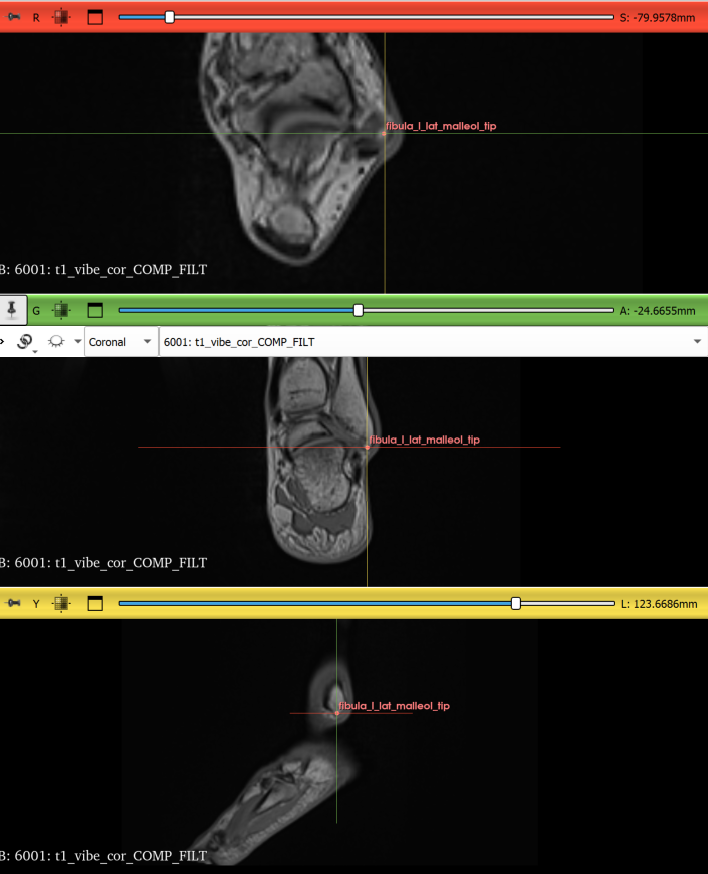 R S: -79.9578mm
fibula_l_lat_malleol_tip
B: 6001: t1_vibe_cor_COMP_FILT
G A: -24.6655mm
Coronal 6001: t1_vibe_cor_COMP_FILT
fibula_l_lat_malleol_tip
B: 6001: t1_vibe_cor_COMP_FILT
Y L: 123.6686mm
fibula_l_lat_malleol_tip
B: 6001: t1_vibe_cor_COMP_FILT